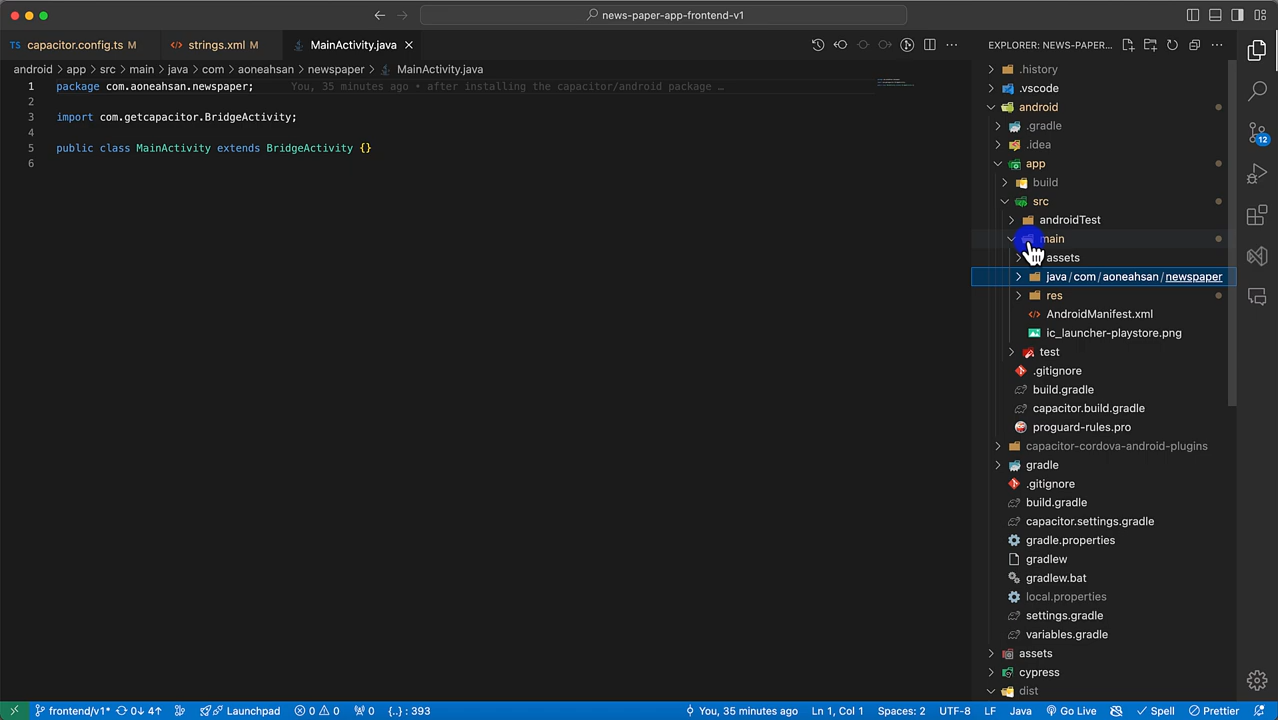 news-paper-app-frontend-v1
capacitor.config.ts M
strings.xml M
MainActivity.java
EXPLORER: NEWS-PAPER...
android > app > src > main > java > com > aoneahsan > newspaper > MainActivity.java
1 package com.aoneahsan.newspaper; You, 35 minutes ago • after installing the capacitor/android package …
2
3 import com.getcapacitor.BridgeActivity;
4
5 public class MainActivity extends BridgeActivity {}
6
.history
.vscode
android
.gradle
.idea
app
build
src
androidTest
main
assets
java/com/aoneahsan/newspaper
res
AndroidManifest.xml
ic_launcher-playstore.png
test
.gitignore
build.gradle
capacitor.build.gradle
proguard-rules.pro
capacitor-cordova-android-plugins
gradle
.gitignore
build.gradle
capacitor.settings.gradle
gradle.properties
gradlew
gradlew.bat
local.properties
settings.gradle
variables.gradle
assets
cypress
dist
12
frontend/v1* 0↓ 4↑ Launchpad 0 0 0 {..} : 393 You, 35 minutes ago Ln 1, Col 1 Spaces: 2 UTF-8 LF Java Go Live Spell Prettier